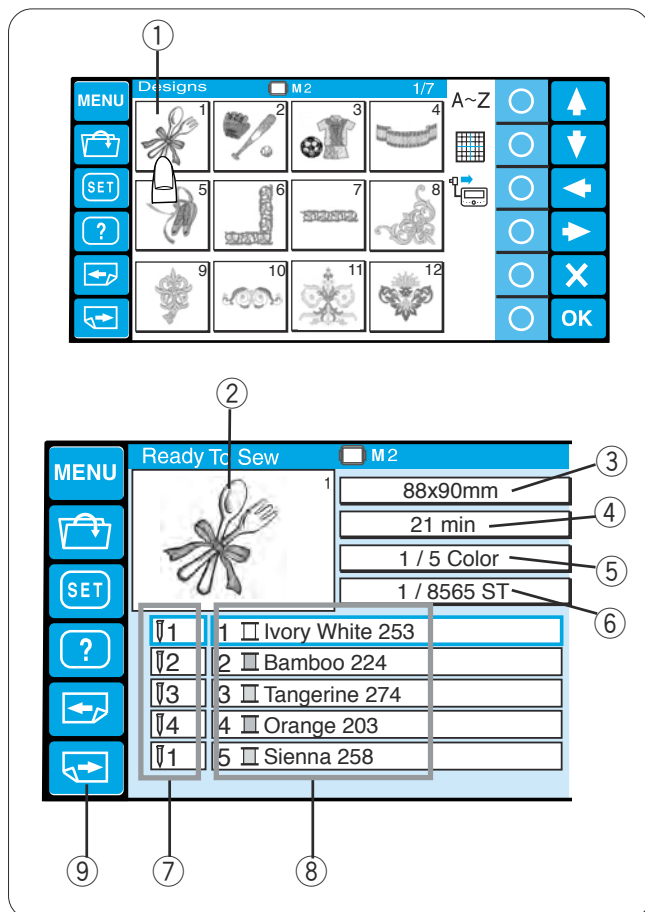 ①
MENU
Designs M2 1/7
A~Z
1 2 3 4
SET
5 6 7 8
?
9 10 11 12
OK
②
Ready To Sew M2
MENU
1
88x90mm ③
21 min ④
1 / 5 Color ⑤
1 / 8565 ST ⑥
SET
1 1 Ivory White 253
?
2 2 Bamboo 224
3 3 Tangerine 274
4 4 Orange 203
1 5 Sienna 258
⑨ ⑦ ⑧